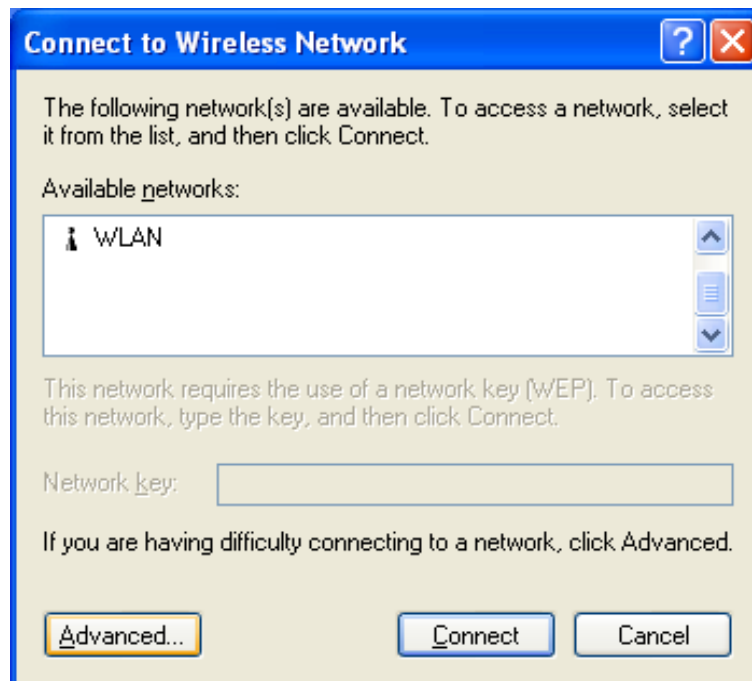 Connect to Wireless Network
The following network(s) are available. To access a network, select
it from the list, and then click Connect.
Available networks:
WLAN
This network requires the use of a network key (WEP). To access
this network, type the key, and then click Connect.
Network key:
If you are having difficulty connecting to a network, click Advanced.
Advanced... Connect Cancel